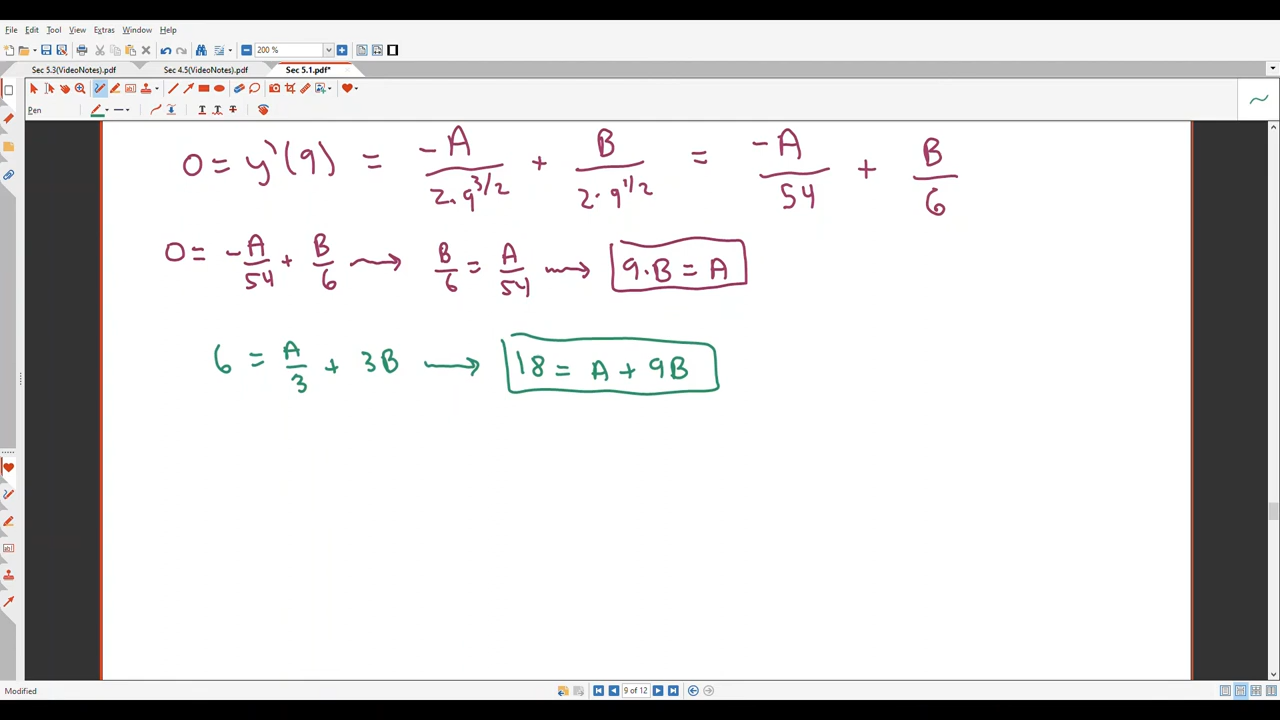 File Edit Tool View Extras Window Help
200 %
Sec 5.3(VideoNotes).pdf Sec 4.5(VideoNotes).pdf Sec 5.1.pdf*
Pen
0 = y'(9) = -A/(2·9^3/2) + B/(2·9^1/2) = -A/54 + B/6
0 = -A/54 + B/6 ⟿ B/6 = A/54 ⟿ 9·B = A
6 = A/3 + 3B ⟶ 18 = A + 9B
Modified 9 of 12